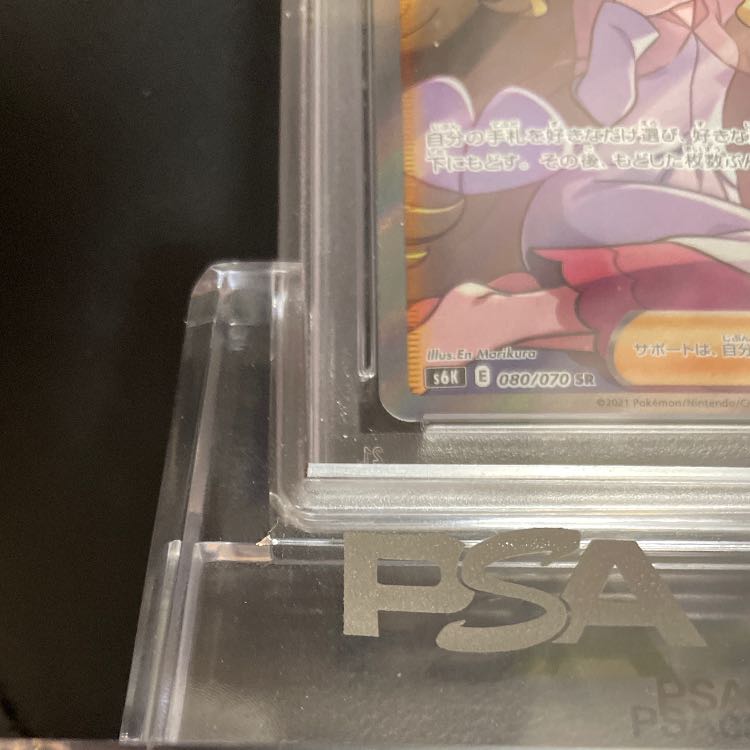 自分の手札を好きなだけ選び、好きな
下にもどす。その後、もどした枚数ぶん
Illus.En Morikura
サポートは、自分
s6K E 080/070 SR
©2021 Pokémon/Nintendo/C
PSA
PSA